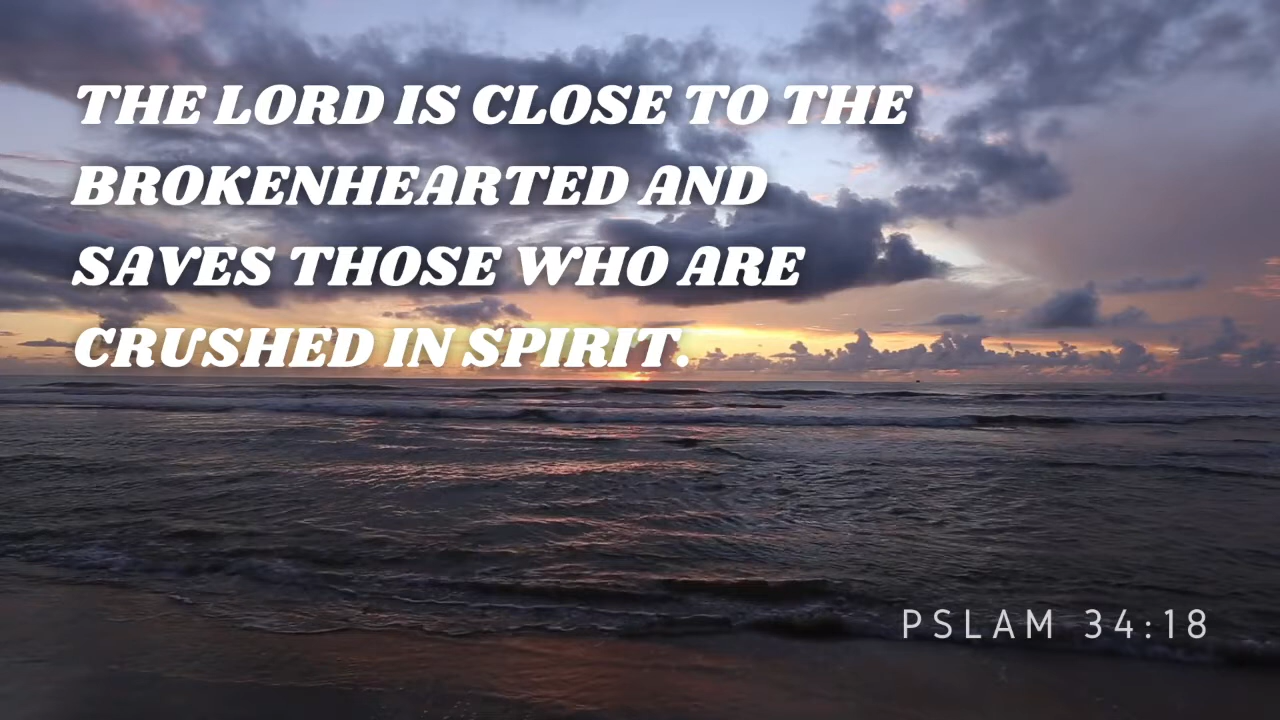 THE LORD IS CLOSE TO THE
BROKENHEARTED AND
SAVES THOSE WHO ARE
CRUSHED IN SPIRIT.
PSLAM 34:18